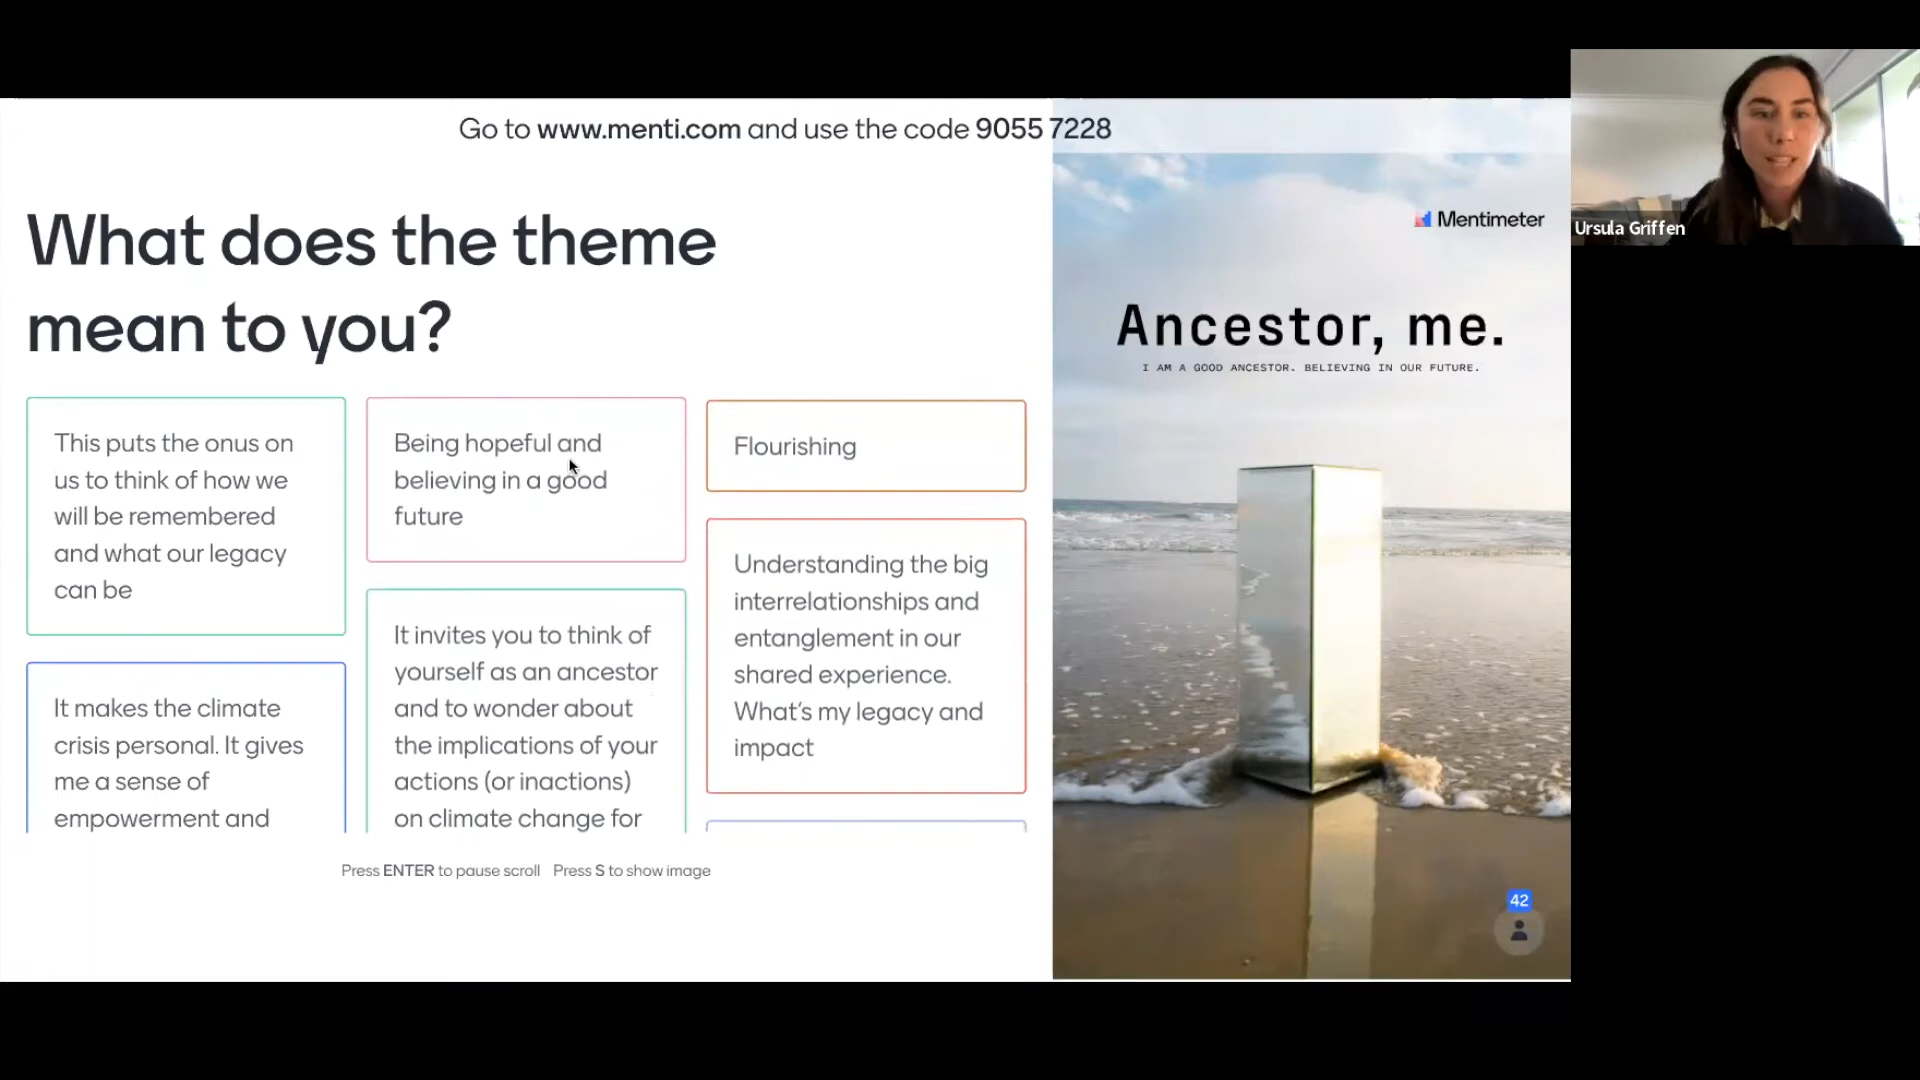 Go to www.menti.com and use the code 9055 7228
What does the theme
mean to you?
This puts the onus on
us to think of how we
will be remembered
and what our legacy
can be
It makes the climate
crisis personal. It gives
me a sense of
empowerment and
Being hopeful and
believing in a good
future
It invites you to think of
yourself as an ancestor
and to wonder about
the implications of your
actions (or inactions)
on climate change for
Flourishing
Understanding the big
interrelationships and
entanglement in our
shared experience.
What's my legacy and
impact
Press ENTER to pause scroll Press S to show image
Mentimeter
Ancestor, me.
I AM A GOOD ANCESTOR. BELIEVING IN OUR FUTURE.
42
Ursula Griffen